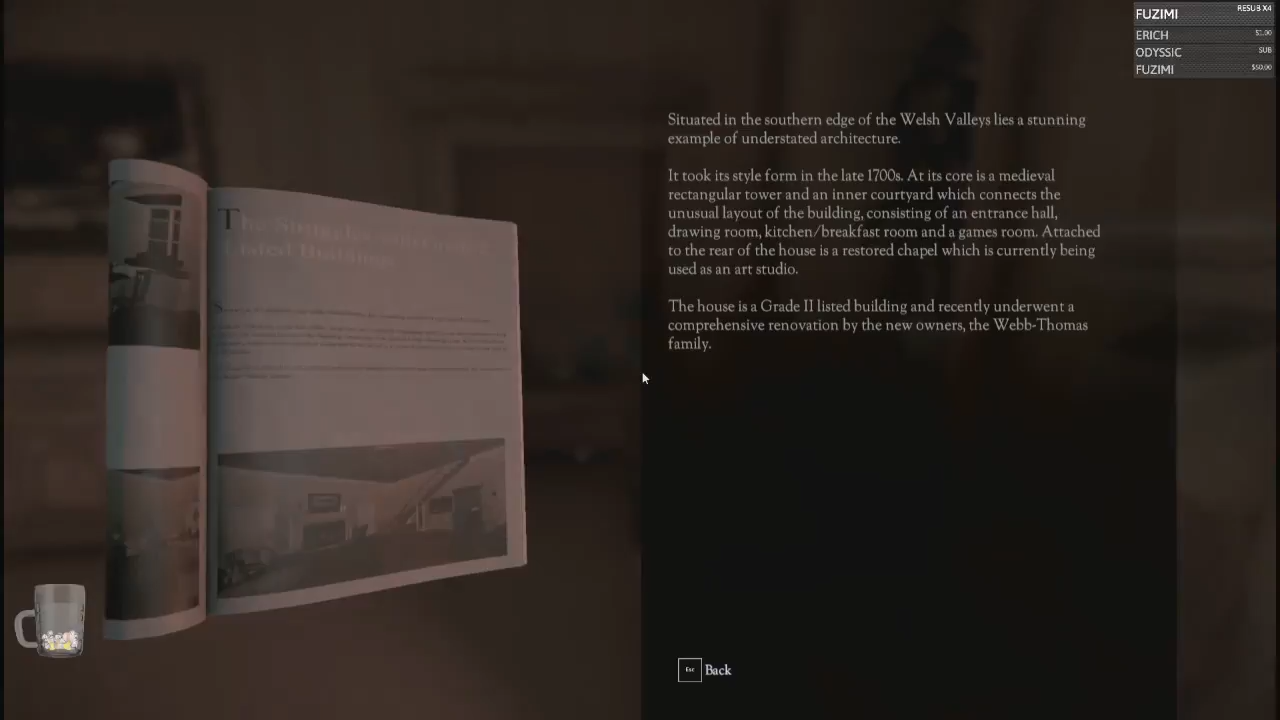 FUZIMI RESUB X4
ERICH $1.00
ODYSSIC SUB
FUZIMI $50.00
Situated in the southern edge of the Welsh Valleys lies a stunning
example of understated architecture.
It took its style form in the late 1700s. At its core is a medieval
rectangular tower and an inner courtyard which connects the
unusual layout of the building, consisting of an entrance hall,
drawing room, kitchen/breakfast room and a games room. Attached
to the rear of the house is a restored chapel which is currently being
used as an art studio.
The house is a Grade II listed building and recently underwent a
comprehensive renovation by the new owners, the Webb-Thomas
family.
Esc Back